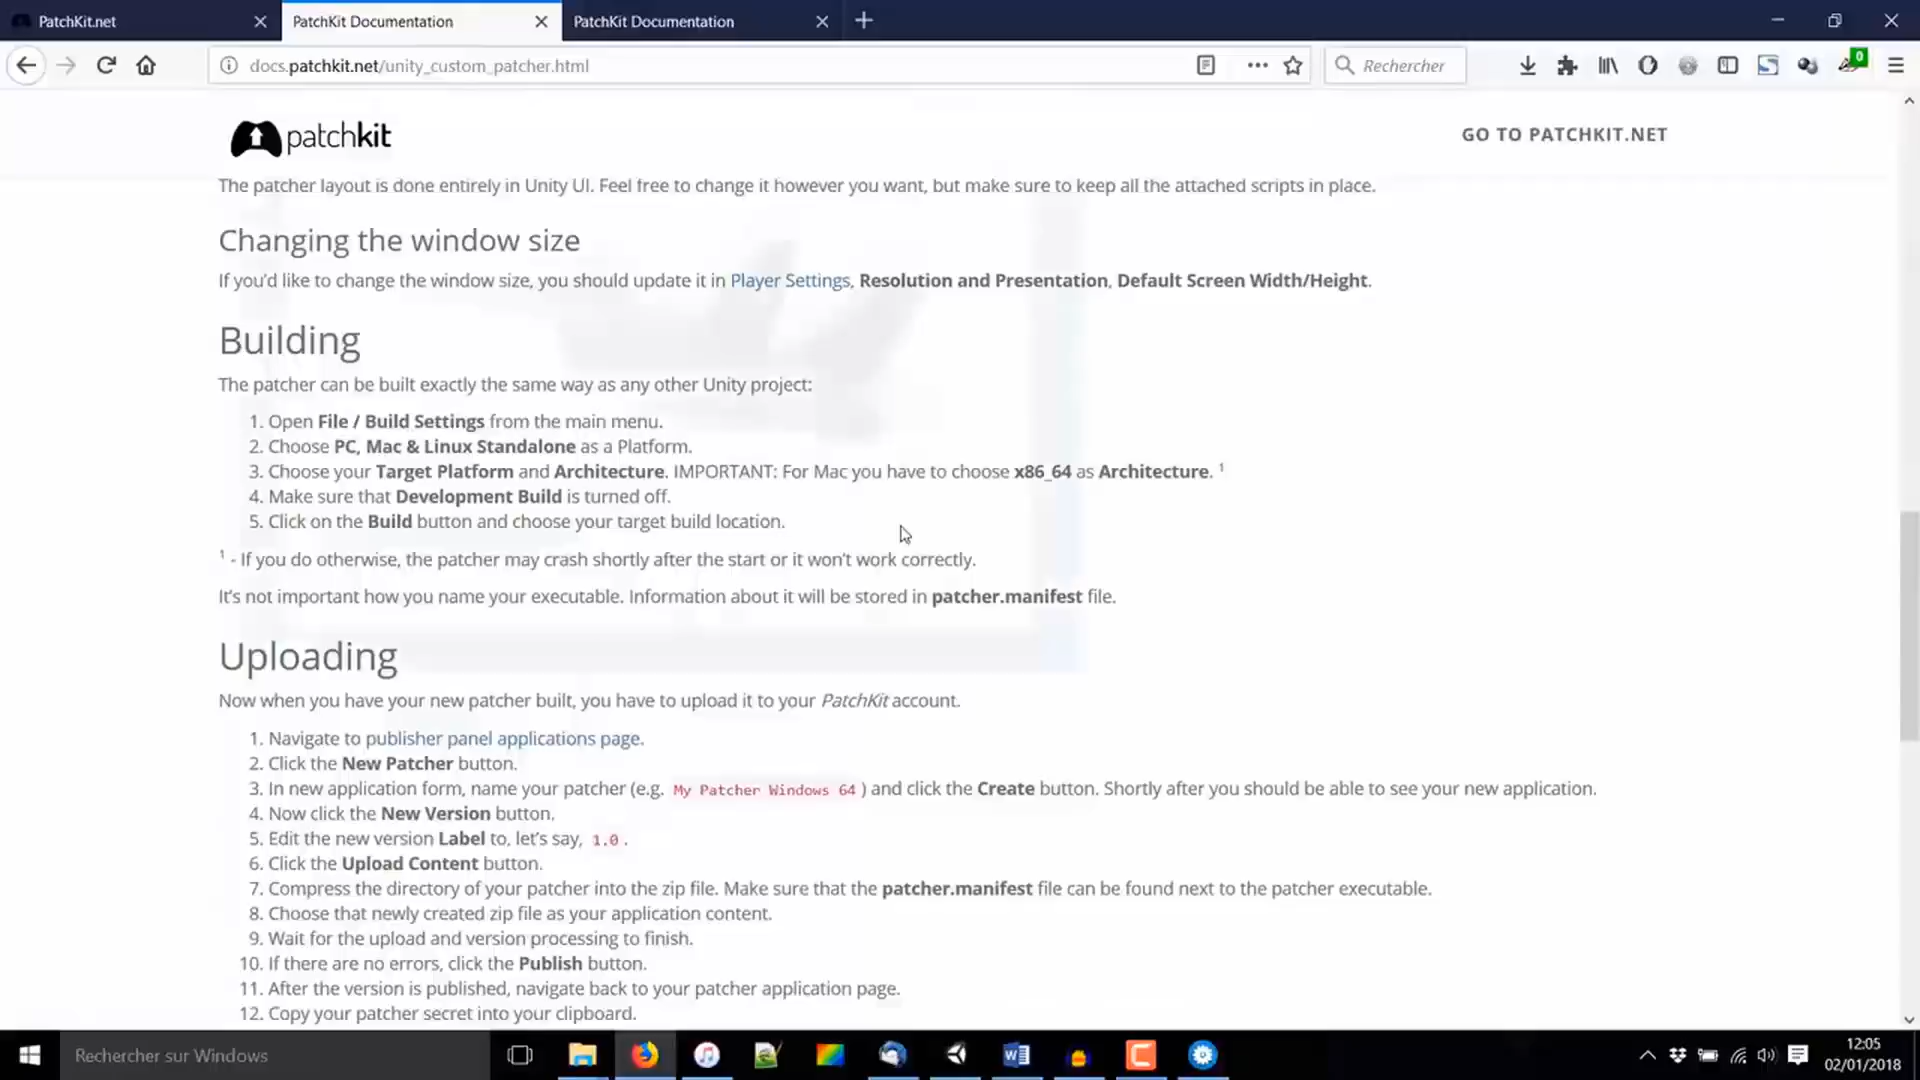 PatchKit.net
PatchKit Documentation
PatchKit Documentation
docs.patchkit.net/unity_custom_patcher.html
Rechercher
0
patchkit
GO TO PATCHKIT.NET
The patcher layout is done entirely in Unity UI. Feel free to change it however you want, but make sure to keep all the attached scripts in place.
Changing the window size
If you'd like to change the window size, you should update it in Player Settings, Resolution and Presentation, Default Screen Width/Height.
Building
The patcher can be built exactly the same way as any other Unity project:
1. Open File / Build Settings from the main menu.
2. Choose PC, Mac & Linux Standalone as a Platform.
3. Choose your Target Platform and Architecture. IMPORTANT: For Mac you have to choose x86_64 as Architecture. 1
4. Make sure that Development Build is turned off.
5. Click on the Build button and choose your target build location.
1 - If you do otherwise, the patcher may crash shortly after the start or it won't work correctly.
It's not important how you name your executable. Information about it will be stored in patcher.manifest file.
Uploading
Now when you have your new patcher built, you have to upload it to your PatchKit account.
1. Navigate to publisher panel applications page.
2. Click the New Patcher button.
3. In new application form, name your patcher (e.g. My Patcher Windows 64 ) and click the Create button. Shortly after you should be able to see your new application.
4. Now click the New Version button.
5. Edit the new version Label to, let's say, 1.0 .
6. Click the Upload Content button.
7. Compress the directory of your patcher into the zip file. Make sure that the patcher.manifest file can be found next to the patcher executable.
8. Choose that newly created zip file as your application content.
9. Wait for the upload and version processing to finish.
10. If there are no errors, click the Publish button.
11. After the version is published, navigate back to your patcher application page.
12. Copy your patcher secret into your clipboard.
Rechercher sur Windows
12:05
02/01/2018